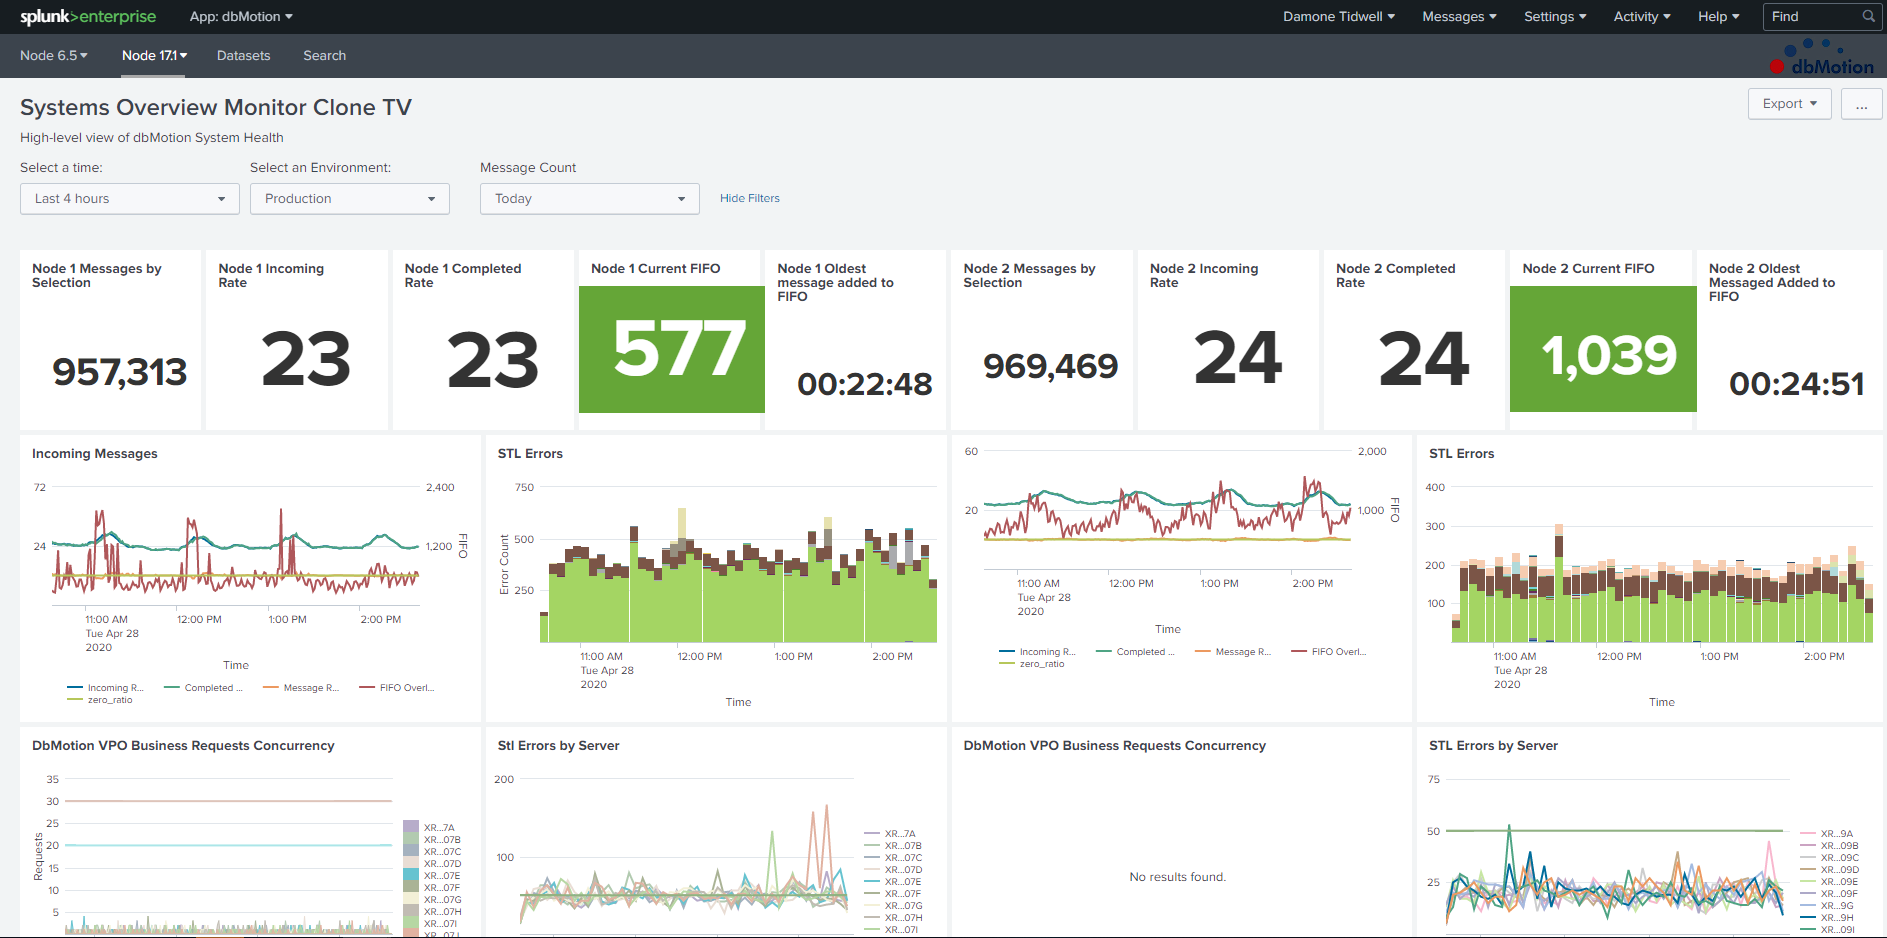 splunk>enterprise App: dbMotion Damone Tidwell Messages Settings Activity Help Find
Node 6.5 Node 17.1 Datasets Search dbMotion
Systems Overview Monitor Clone TV Export ...
High-level view of dbMotion System Health
Select a time: Select an Environment: Message Count
Last 4 hours Production Today Hide Filters
Node 1 Messages by Selection
957,313
Node 1 Incoming Rate
23
Node 1 Completed Rate
23
Node 1 Current FIFO
577
Node 1 Oldest message added to FIFO
00:22:48
Node 2 Messages by Selection
969,469
Node 2 Incoming Rate
24
Node 2 Completed Rate
24
Node 2 Current FIFO
1,039
Node 2 Oldest Messaged Added to FIFO
00:24:51
Incoming Messages
72 2,400
24 1,200
FIFO
11:00 AM 12:00 PM 1:00 PM 2:00 PM
Tue Apr 28
2020
Time
Incoming R... Completed ... Message R... FIFO Overl...
zero_ratio
STL Errors
750
500
250
Error Count
11:00 AM 12:00 PM 1:00 PM 2:00 PM
Tue Apr 28
2020
Time
60 2,000
20 1,000
FIFO
11:00 AM 12:00 PM 1:00 PM 2:00 PM
Tue Apr 28
2020
Time
Incoming R... Completed ... Message R... FIFO Overl...
zero_ratio
STL Errors
400
300
200
100
11:00 AM 12:00 PM 1:00 PM 2:00 PM
Tue Apr 28
2020
Time
DbMotion VPO Business Requests Concurrency
35
30
25
20
15
10
5
Requests
XR...7A
XR...07B
XR...07C
XR...07D
XR...07E
XR...07F
XR...07G
XR...07H
XR...07I
XR...07J
Stl Errors by Server
200
100
XR...7A
XR...07B
XR...07C
XR...07D
XR...07E
XR...07F
XR...07G
XR...07H
XR...07I
DbMotion VPO Business Requests Concurrency
No results found.
STL Errors by Server
75
50
25
XR...9A
XR...09B
XR...09C
XR...09D
XR...09E
XR...09F
XR...9G
XR...9H
XR...09I